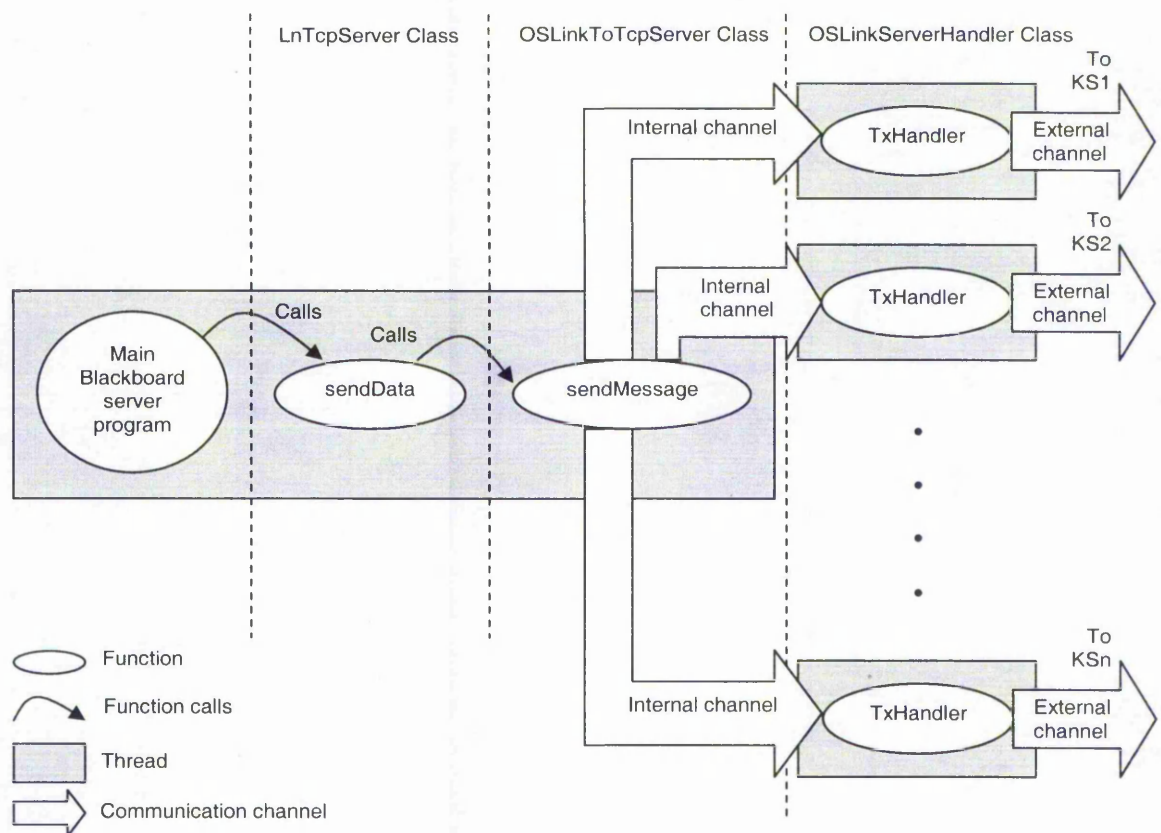 LnTcpServer Class
OSLinkToTcpServer Class
OSLinkServerHandler Class
To
KS1
Internal channel
TxHandler
External
channel
To
KS2
Internal
channel
TxHandler
External
channel
Calls
Calls
Main
Blackboard
server
program
sendData
sendMessage
To
KSn
Internal channel
TxHandler
External
channel
Function
Function calls
Thread
Communication channel